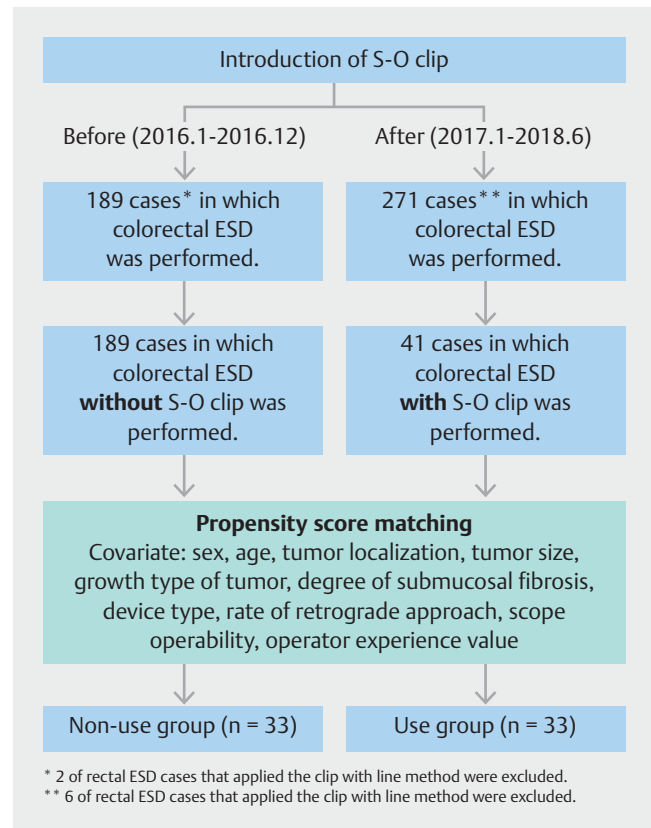 Introduction of S-O clip
Before (2016.1-2016.12)
After (2017.1-2018.6)
189 cases* in which
colorectal ESD
was performed.
271 cases** in which
colorectal ESD
was performed.
189 cases in which
colorectal ESD
without S-O clip was
performed.
41 cases in which
colorectal ESD
with S-O clip was
performed.
Propensity score matching
Covariate: sex, age, tumor localization, tumor size,
growth type of tumor, degree of submucosal fibrosis,
device type, rate of retrograde approach, scope
operability, operator experience value
Non-use group (n = 33)
Use group (n = 33)
* 2 of rectal ESD cases that applied the clip with line method were excluded.
** 6 of rectal ESD cases that applied the clip with line method were excluded.